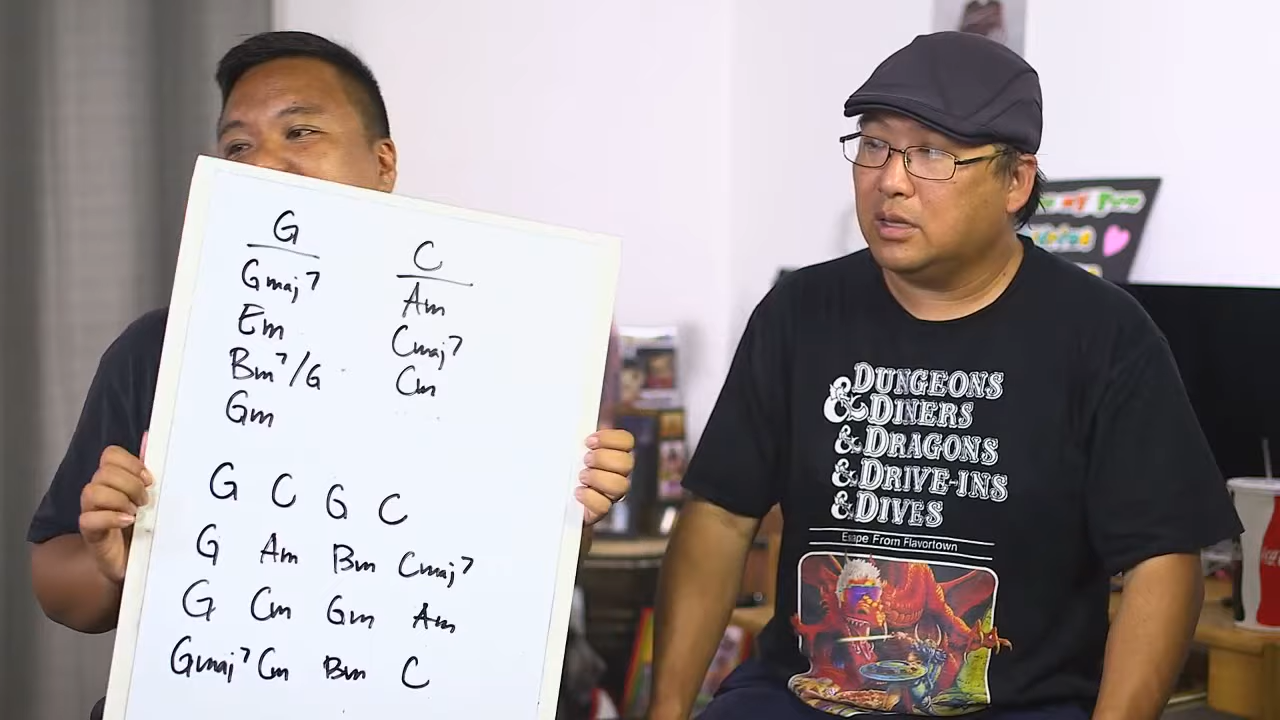 G
Gmaj7
Em
Bm7/G
Gm
C
Am
Cmaj7
Cm
G C G C
G Am Bm Cmaj7
G Cm Gm Am
Gmaj7 Cm Bm C
DUNGEONS
& DINERS
& DRAGONS
& DRIVE-INS
& DIVES
Escape From Flavortown